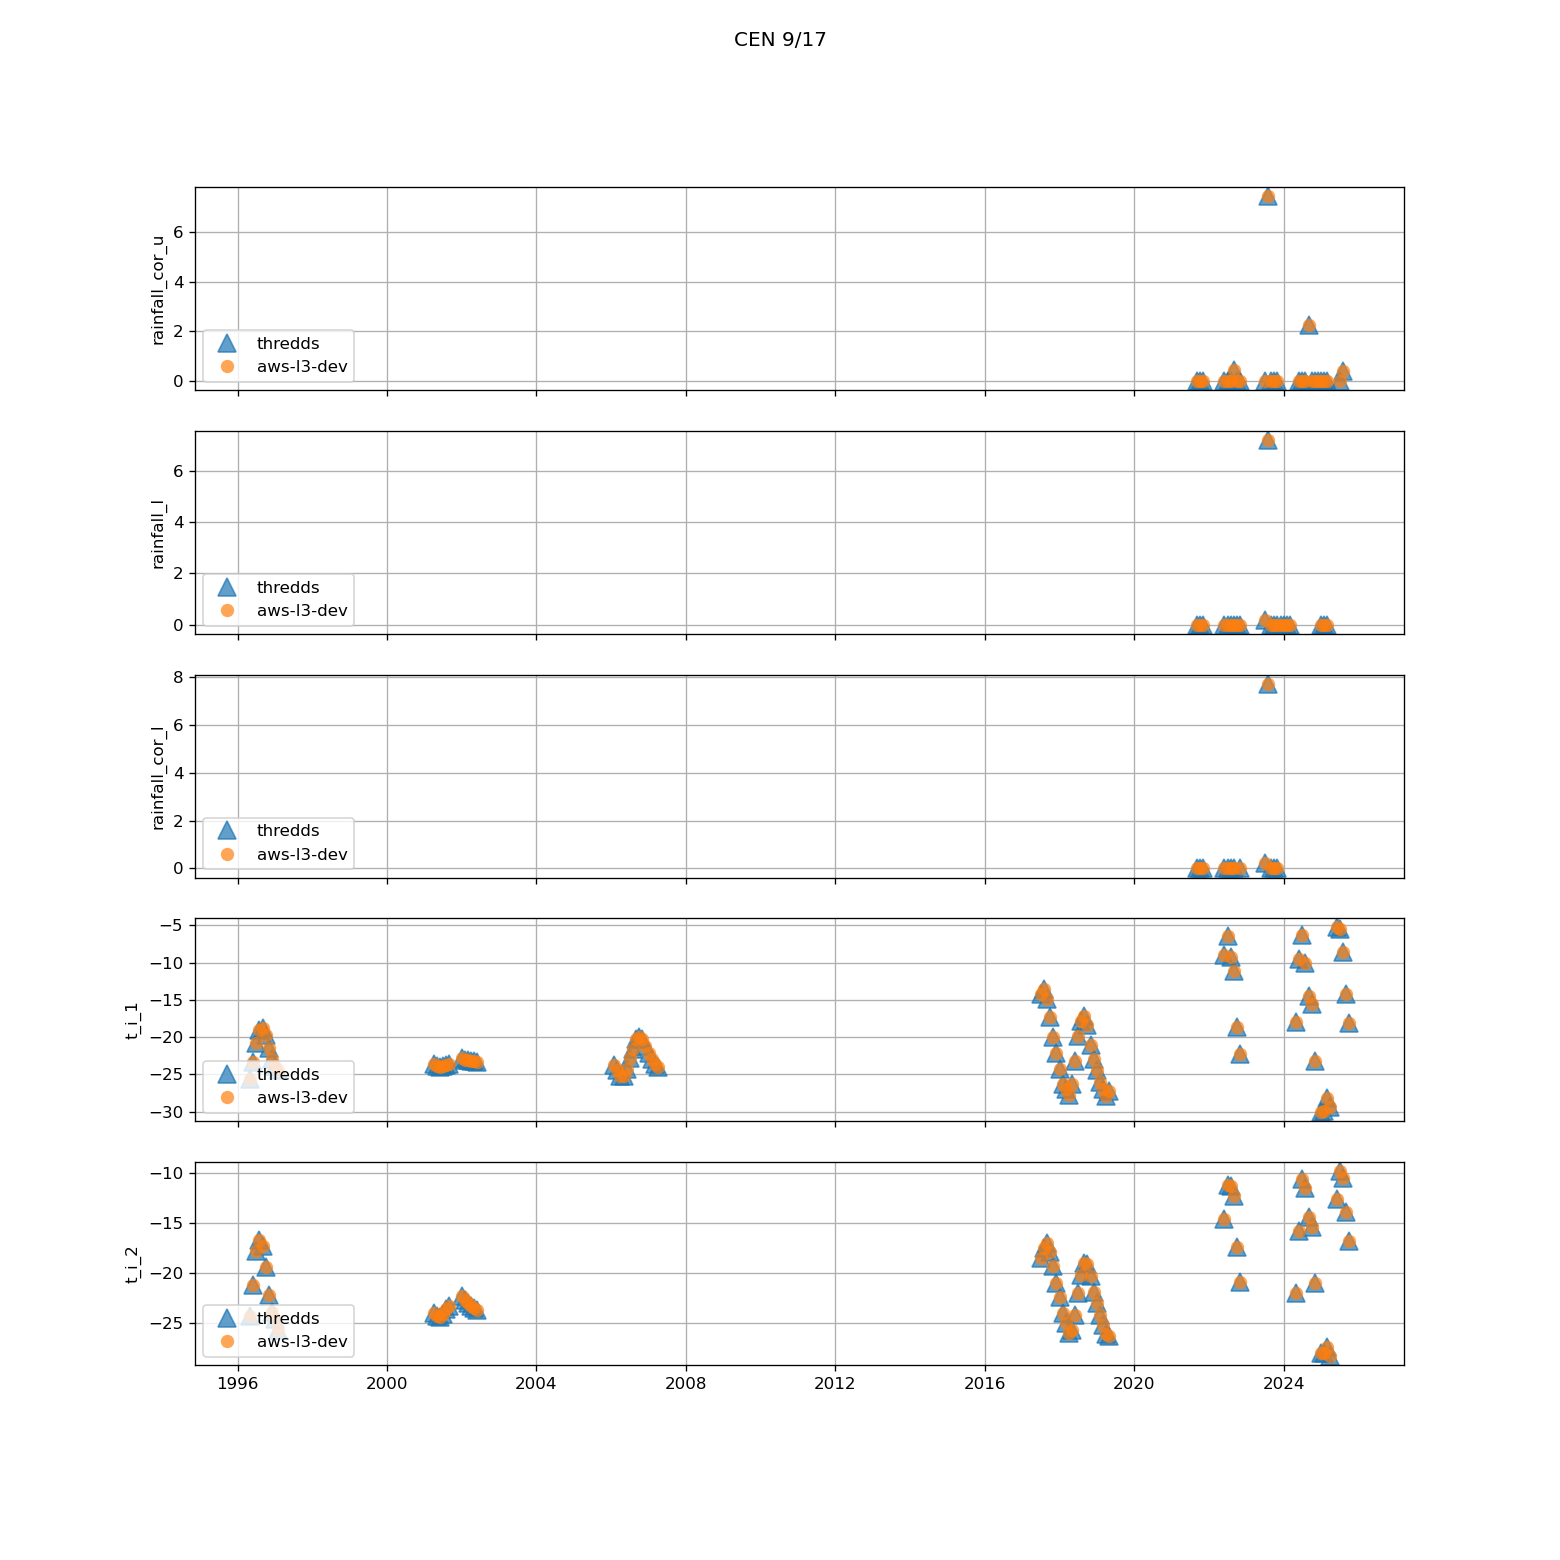 CEN 9/17
6
4
2
0
rainfall_cor_u
thredds
aws-l3-dev
6
4
2
0
rainfall_l
thredds
aws-l3-dev
8
6
4
2
0
rainfall_cor_l
thredds
aws-l3-dev
−5
−10
−15
−20
−25
−30
t_i_1
thredds
aws-l3-dev
−10
−15
−20
−25
t_i_2
thredds
aws-l3-dev
1996 2000 2004 2008 2012 2016 2020 2024